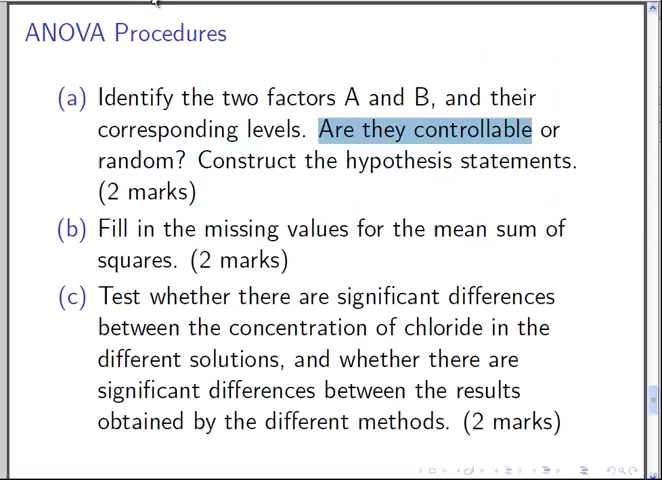 ANOVA Procedures
(a) Identify the two factors A and B, and their
corresponding levels. Are they controllable or
random? Construct the hypothesis statements.
(2 marks)
(b) Fill in the missing values for the mean sum of
squares. (2 marks)
(c) Test whether there are significant differences
between the concentration of chloride in the
different solutions, and whether there are
significant differences between the results
obtained by the different methods. (2 marks)